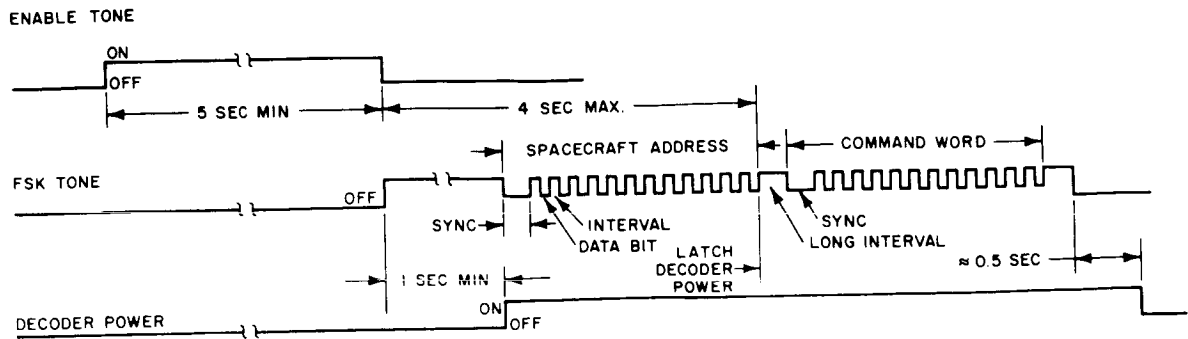 ENABLE TONE
ON
OFF
5 SEC MIN
4 SEC MAX.
SPACECRAFT ADDRESS
COMMAND WORD
FSK TONE
OFF
SYNC
INTERVAL
DATA BIT
SYNC
LONG INTERVAL
LATCH
DECODER
POWER
≈ 0.5 SEC
1 SEC MIN
ON
OFF
DECODER POWER